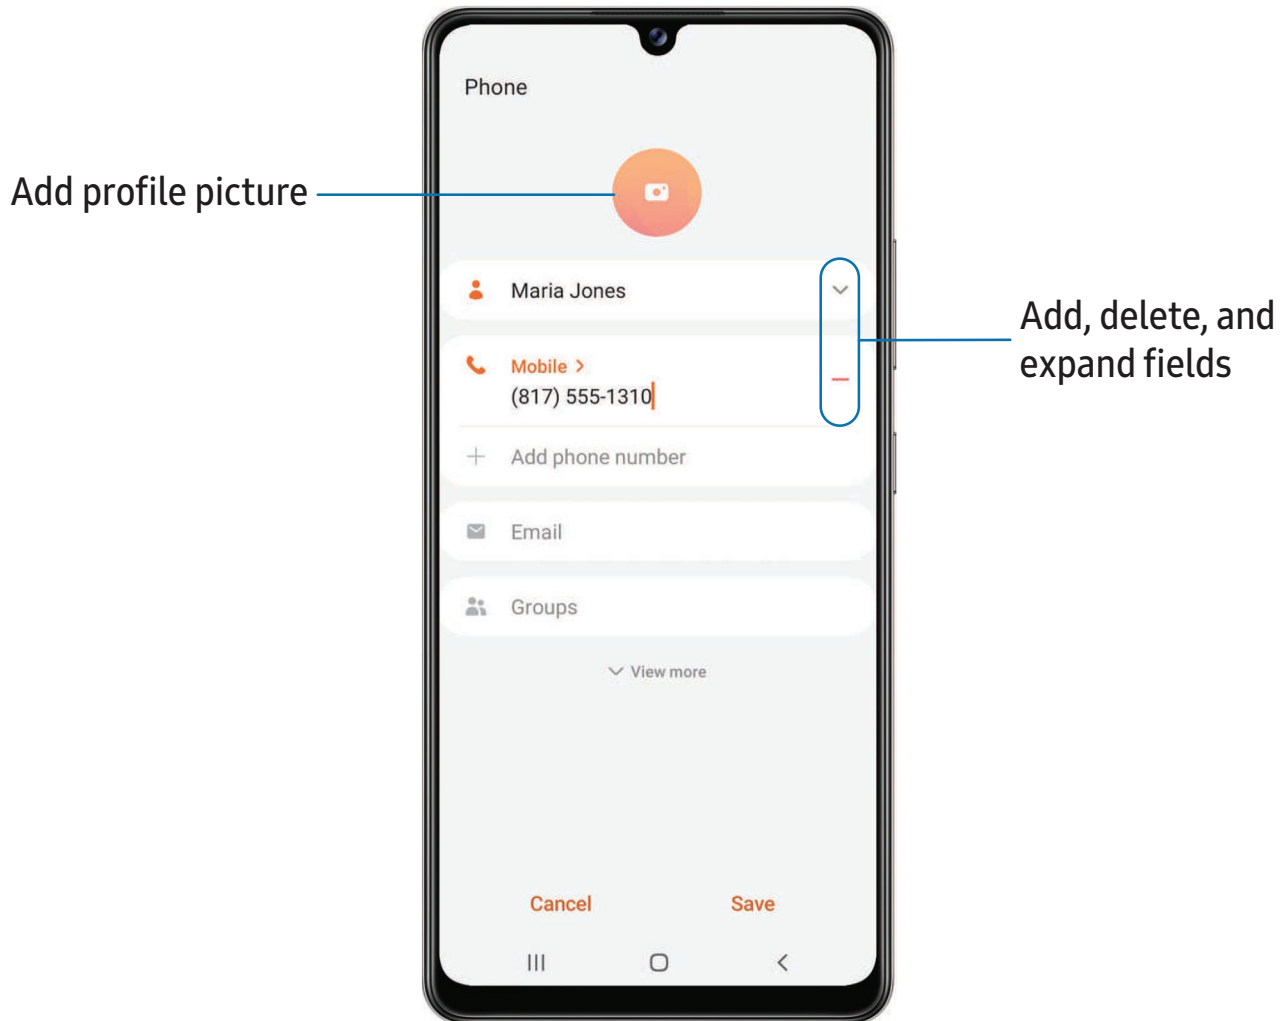 Phone
Add profile picture
Maria Jones
Add, delete, and
expand fields
Mobile >
(817) 555-1310
Add phone number
Email
Groups
View more
Cancel
Save